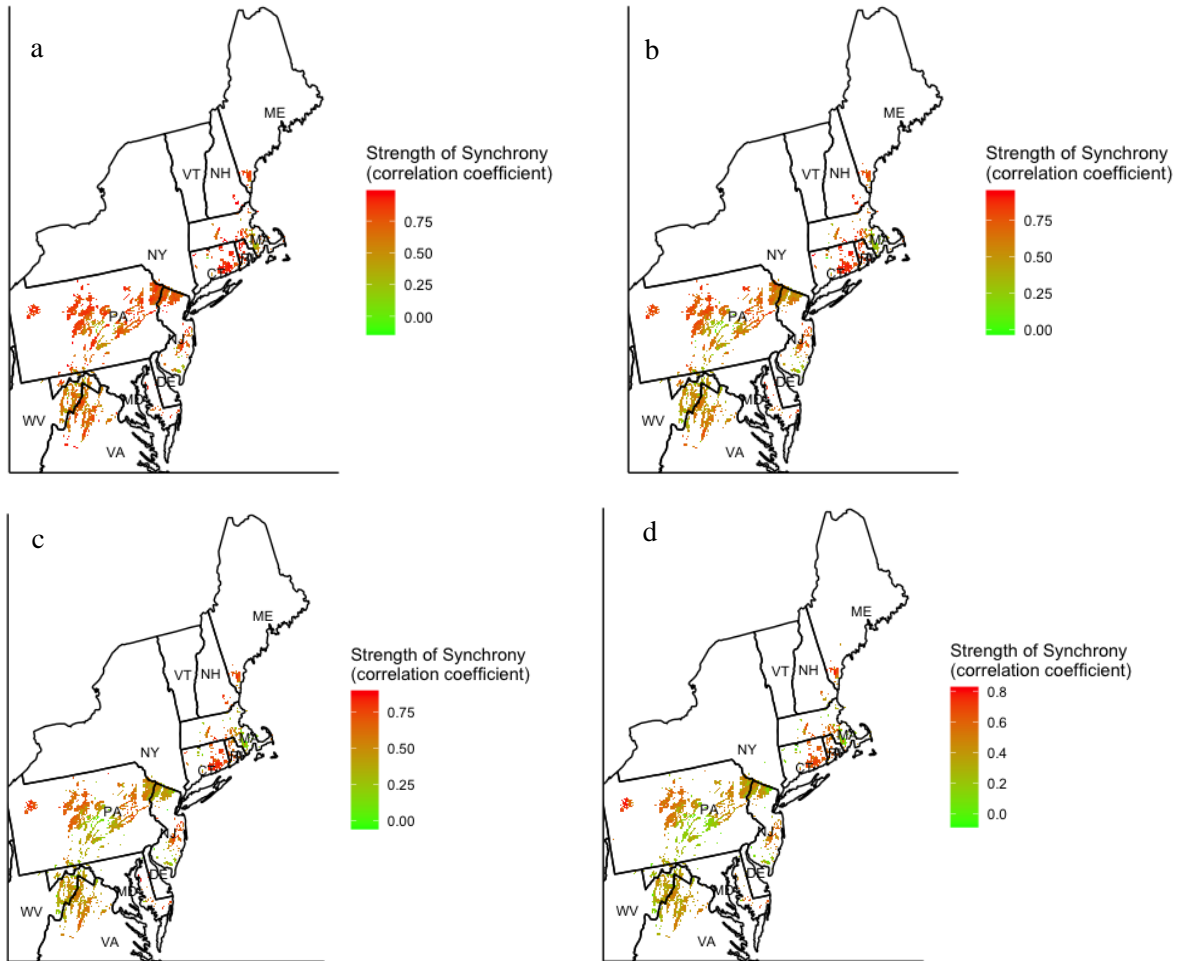 a
ME
VT
NH
NY
MA
CT
PA
NJ
DE
MD
WV
VA
Strength of Synchrony
(correlation coefficient)
0.75
0.50
0.25
0.00
b
ME
VT
NH
NY
MA
CT
PA
NJ
DE
MD
WV
VA
Strength of Synchrony
(correlation coefficient)
0.75
0.50
0.25
0.00
c
ME
VT
NH
NY
MA
CT
PA
NJ
DE
MD
WV
VA
Strength of Synchrony
(correlation coefficient)
0.75
0.50
0.25
0.00
d
ME
VT
NH
NY
MA
CT
PA
NJ
DE
MD
WV
VA
Strength of Synchrony
(correlation coefficient)
0.8
0.6
0.4
0.2
0.0